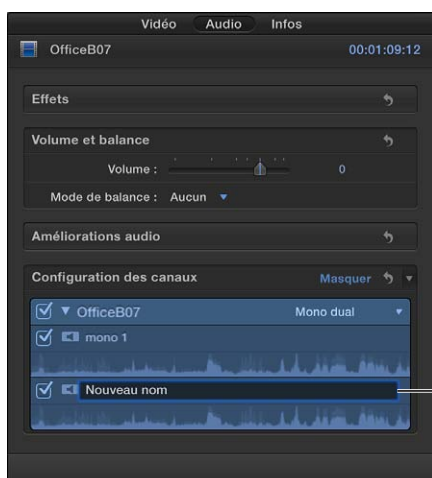 Vidéo Audio Infos
OfficeB07 00:01:09:12
Effets
Volume et balance
Volume : 0
Mode de balance : Aucun
Améliorations audio
Configuration des canaux Masquer
OfficeB07 Mono dual
mono 1
Nouveau nom